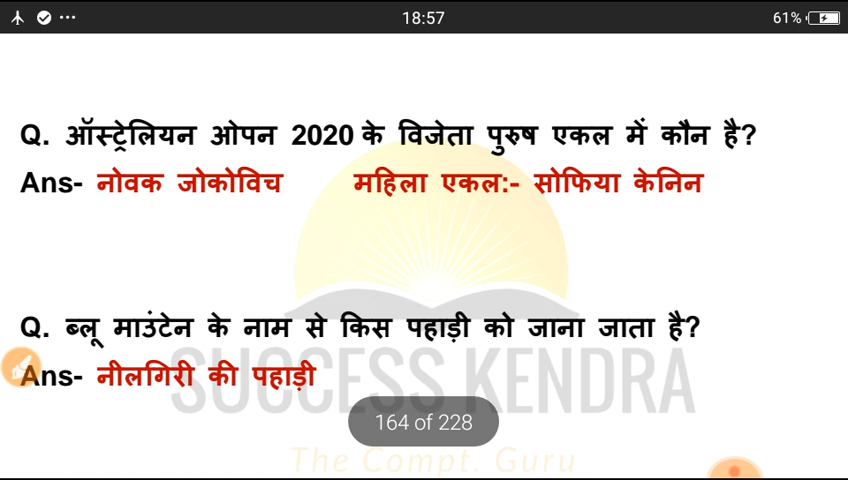 18:57
61%
Q. ऑस्ट्रेलियन ओपन 2020 के विजेता पुरुष एकल में कौन है?
Ans- नोवक जोकोविच महिला एकल:- सोफिया केनिन
Q. ब्लू माउंटेन के नाम से किस पहाड़ी को जाना जाता है?
Ans- नीलगिरी की पहाड़ी
SUCCESS KENDRA
164 of 228
The Compt. Guru